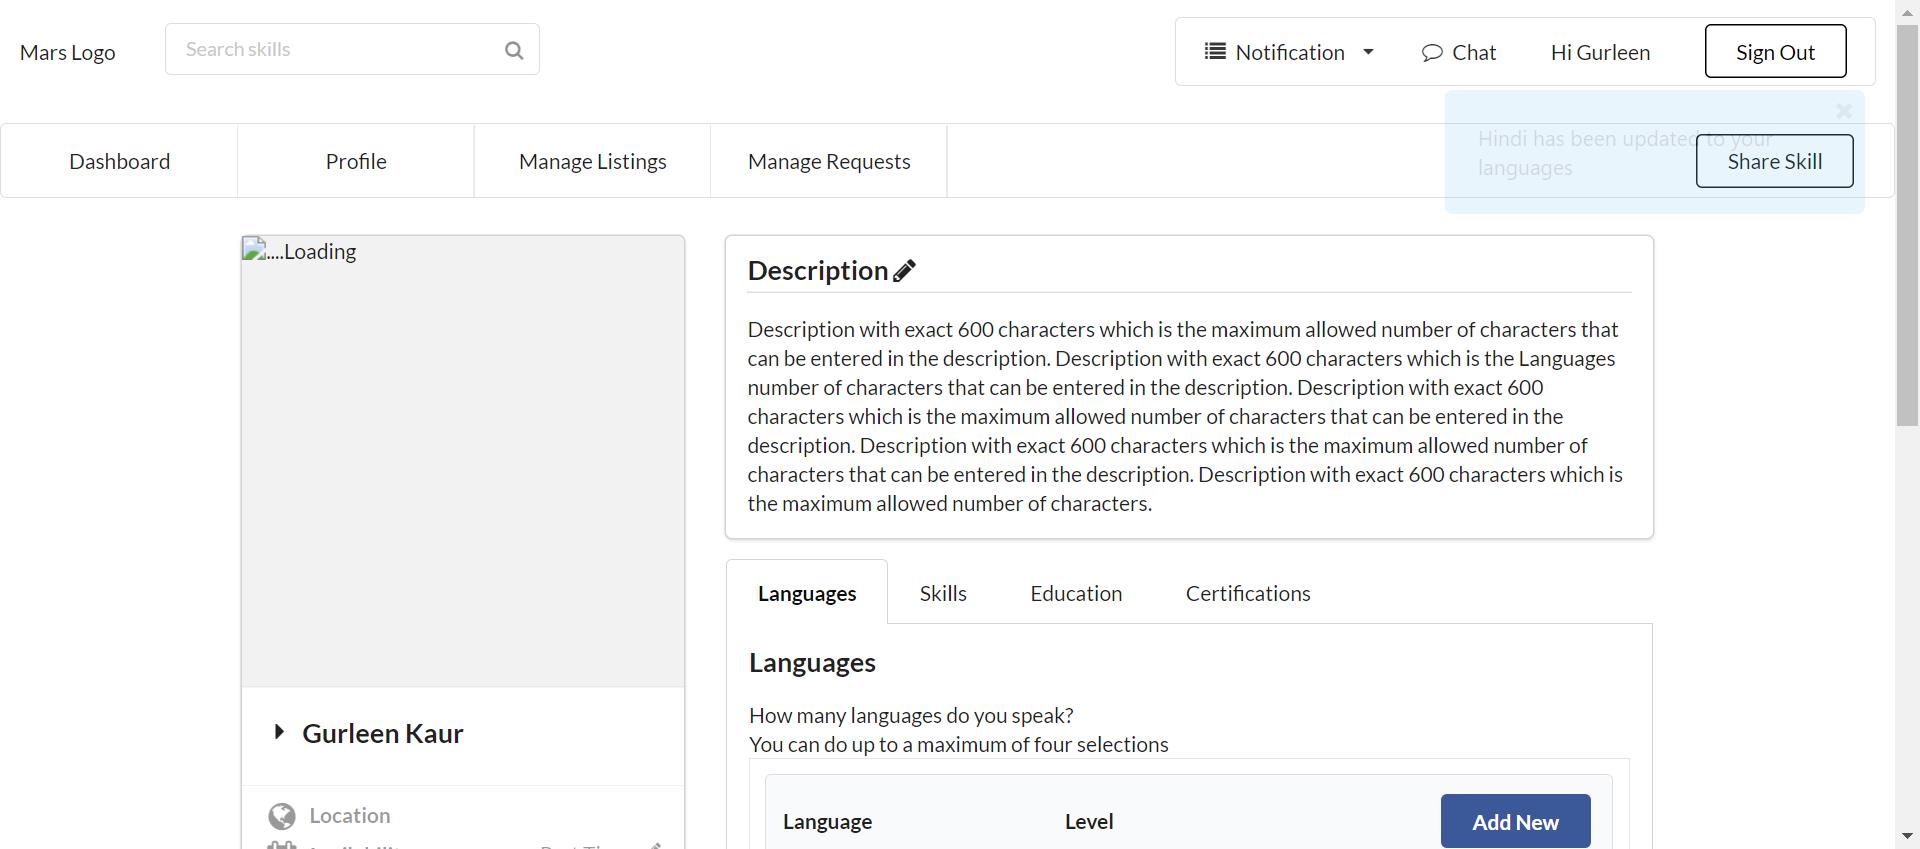 Mars Logo
Search skills
Notification
Chat
Hi Gurleen
Sign Out
Hindi has been updated to your
languages
Dashboard
Profile
Manage Listings
Manage Requests
Share Skill
....Loading
Description
Description with exact 600 characters which is the maximum allowed number of characters that
can be entered in the description. Description with exact 600 characters which is the Languages
number of characters that can be entered in the description. Description with exact 600
characters which is the maximum allowed number of characters that can be entered in the
description. Description with exact 600 characters which is the maximum allowed number of
characters that can be entered in the description. Description with exact 600 characters which is
the maximum allowed number of characters.
Languages
Skills
Education
Certifications
Languages
How many languages do you speak?
You can do up to a maximum of four selections
Language
Level
Add New
Gurleen Kaur
Location